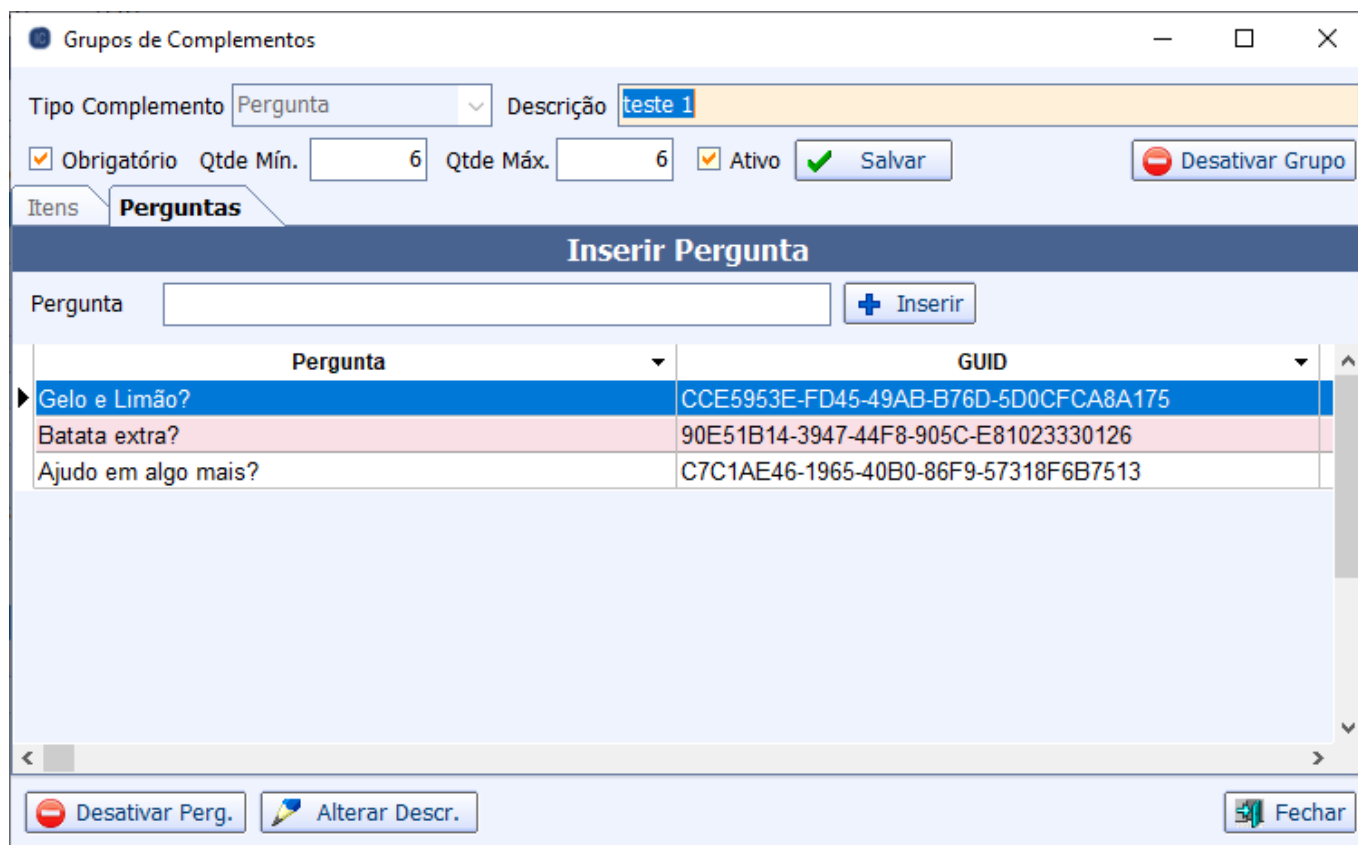 Grupos de Complementos
Tipo Complemento Pergunta Descrição teste 1
Obrigatório Qtde Mín. 6 Qtde Máx. 6 Ativo Salvar Desativar Grupo
Itens Perguntas
Inserir Pergunta
Pergunta Inserir
Pergunta GUID
Gelo e Limão? CCE5953E-FD45-49AB-B76D-5D0CFCA8A175
Batata extra? 90E51B14-3947-44F8-905C-E81023330126
Ajudo em algo mais? C7C1AE46-1965-40B0-86F9-57318F6B7513
Desativar Perg. Alterar Descr. Fechar